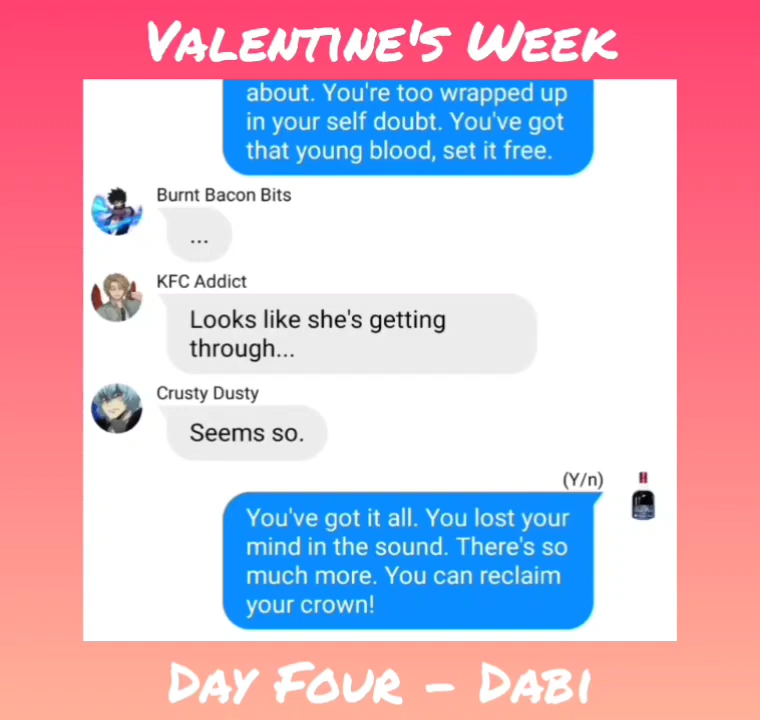 VALENTINE'S WEEK
about. You're too wrapped up
in your self doubt. You've got
that young blood, set it free.
Burnt Bacon Bits
...
KFC Addict
Looks like she's getting
through...
Crusty Dusty
Seems so.
(Y/n)
You've got it all. You lost your
mind in the sound. There's so
much more. You can reclaim
your crown!
DAY FOUR - DABI